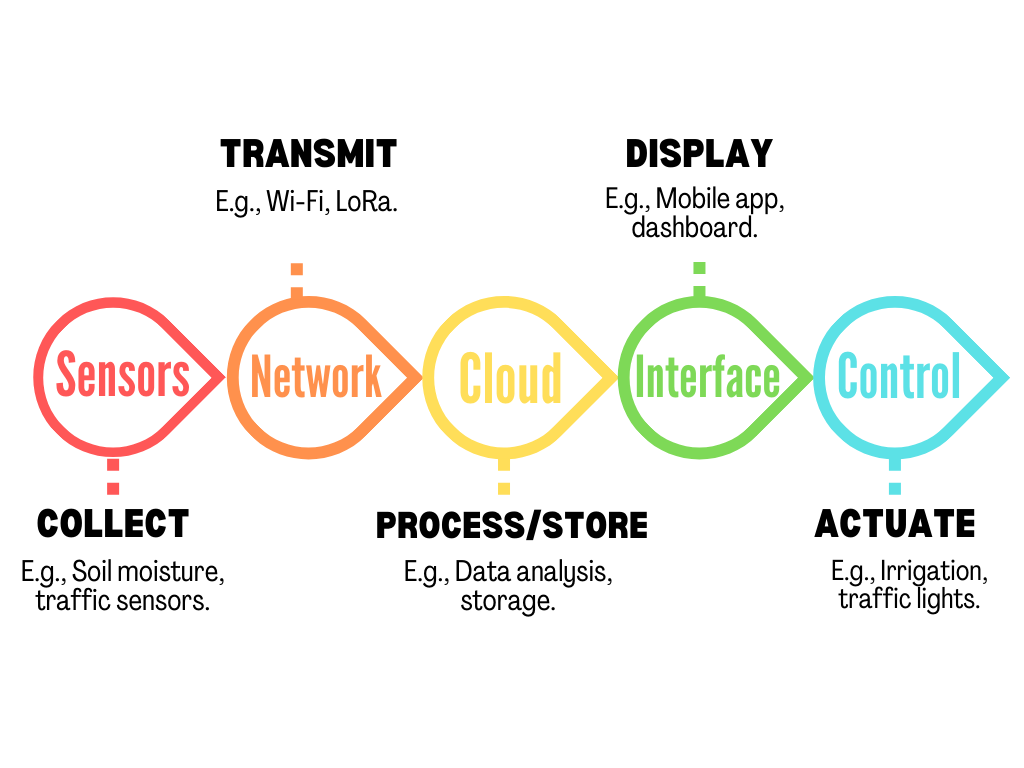 TRANSMIT
E.g., Wi-Fi, LoRa.
DISPLAY
E.g., Mobile app,
dashboard.
Sensors
Network
Cloud
Interface
Control
COLLECT
E.g., Soil moisture,
traffic sensors.
PROCESS/STORE
E.g., Data analysis,
storage.
ACTUATE
E.g., Irrigation,
traffic lights.